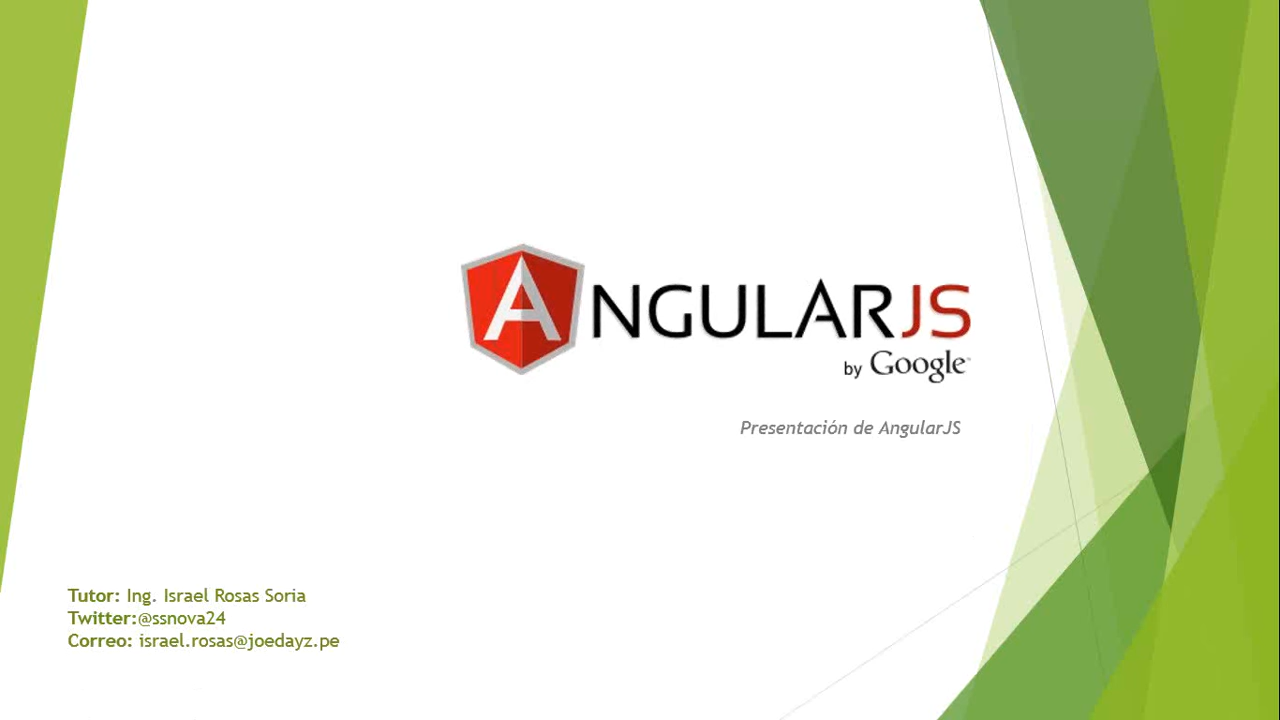 ANGULARJS
by Google
Presentación de AngularJS
Tutor: Ing. Israel Rosas Soria
Twitter:@ssnova24
Correo: israel.rosas@joedayz.pe